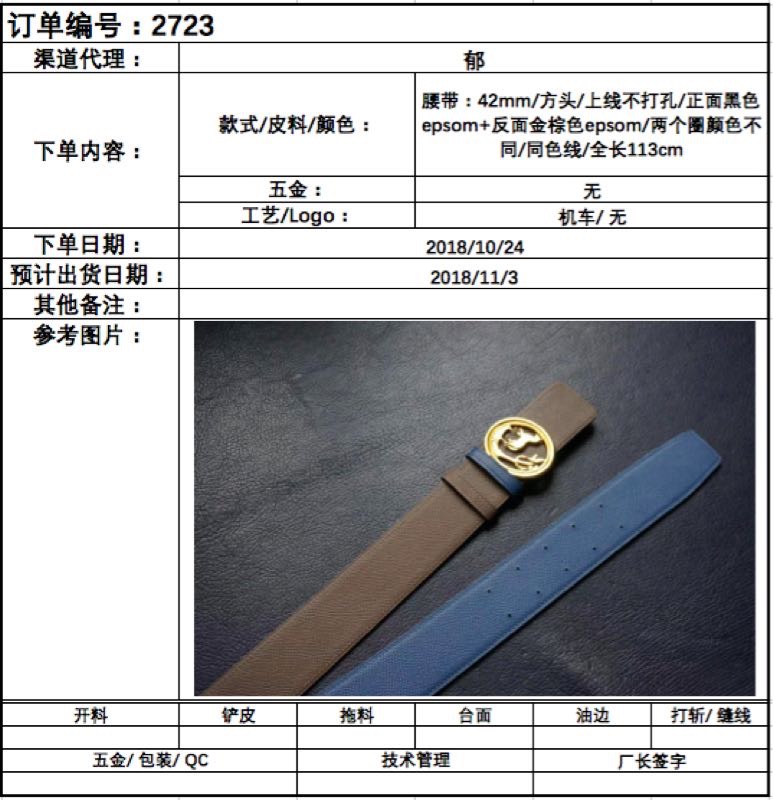 订单编号：2723
渠道代理：
郁
下单内容：
款式/皮料/颜色：
腰带：42mm/方头/上线不打孔/正面黑色
epsom+反面金棕色epsom/两个圈颜色不
同/同色线/全长113cm
五金：
无
工艺/Logo：
机车/ 无
下单日期：
2018/10/24
预计出货日期：
2018/11/3
其他备注：
参考图片：
开料
铲皮
拖料
台面
油边
打斩/ 缝线
五金/ 包装/ QC
技术管理
厂长签字